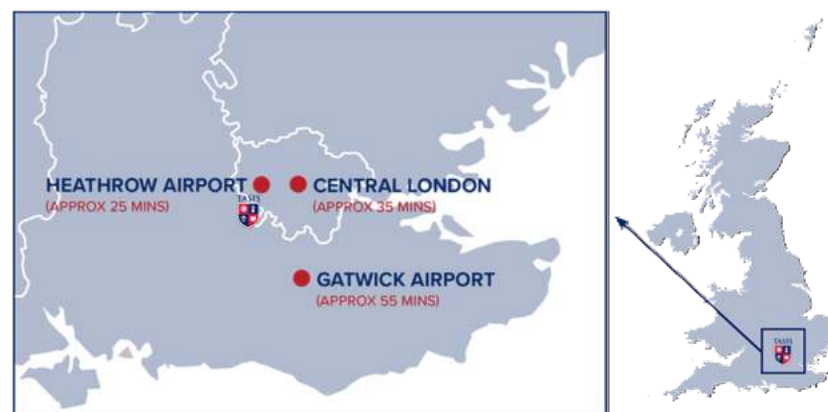 HEATHROW AIRPORT
(APPROX 25 MINS)
TASIS
CENTRAL LONDON
(APPROX 35 MINS)
GATWICK AIRPORT
(APPROX 55 MINS)
TASIS